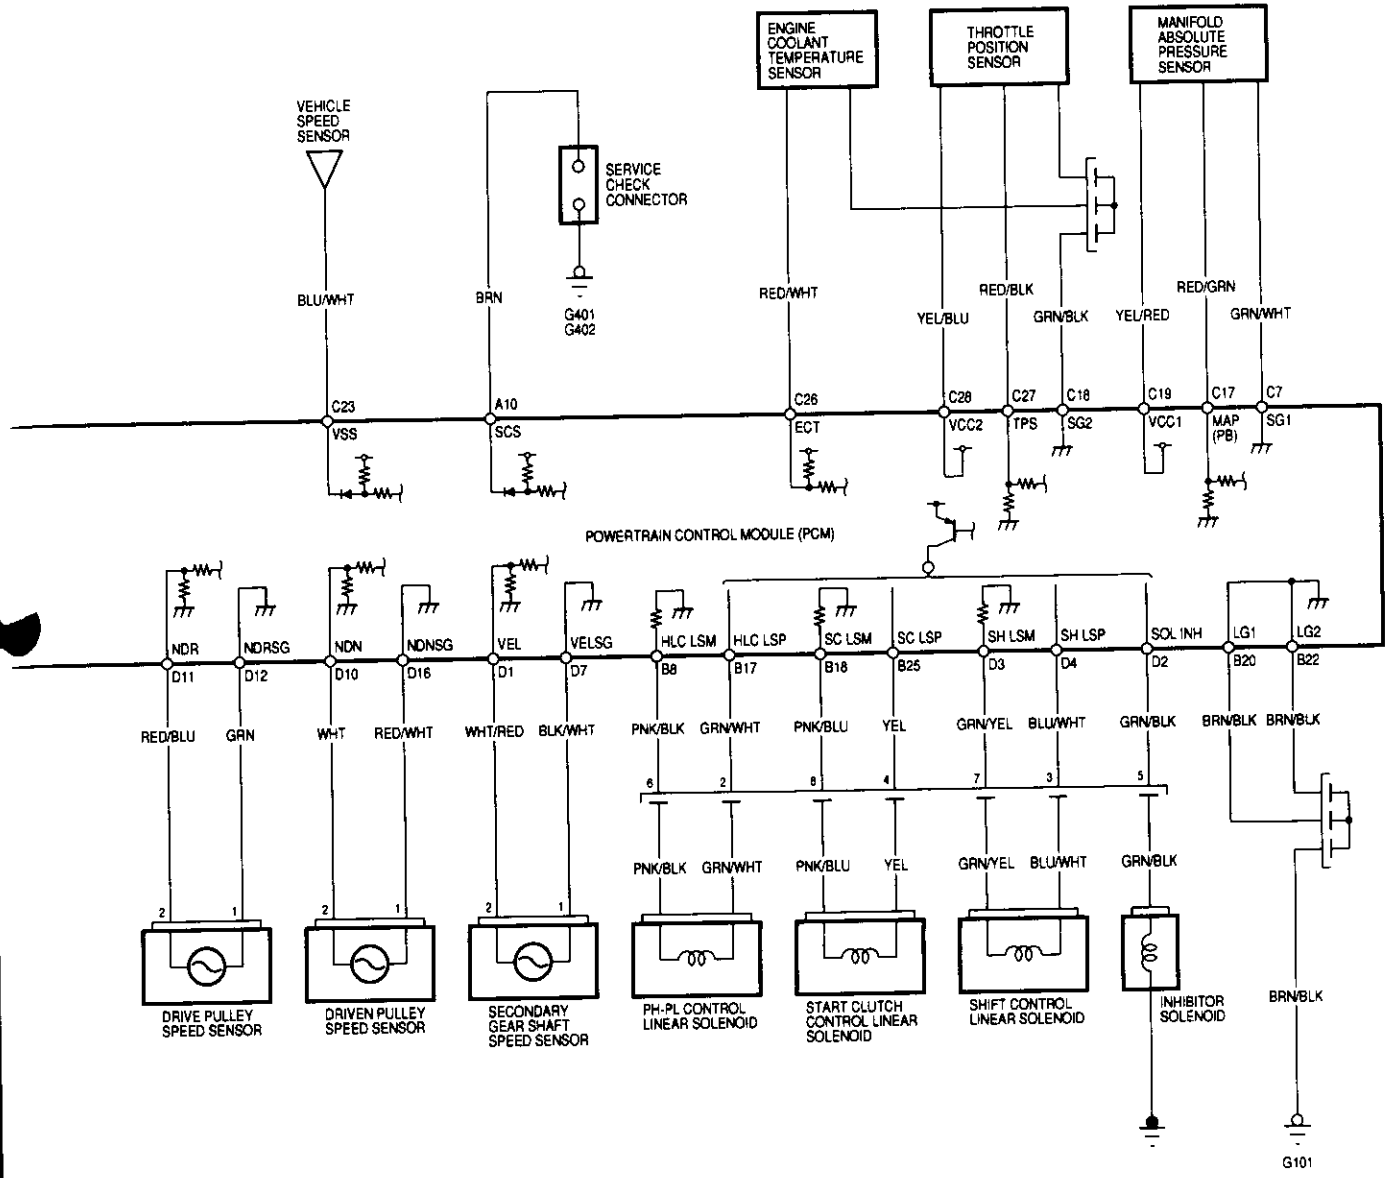 ENGINE
COOLANT
TEMPERATURE
SENSOR
THROTTLE
POSITION
SENSOR
MANIFOLD
ABSOLUTE
PRESSURE
SENSOR
VEHICLE
SPEED
SENSOR
SERVICE
CHECK
CONNECTOR
G401
G402
BLU/WHT
BRN
RED/WHT
YEL/BLU
RED/BLK
GRN/BLK
YEL/RED
RED/GRN
GRN/WHT
C23
A10
C26
C28
C27
C18
C19
C17
C7
VSS
SCS
ECT
VCC2
TPS
SG2
VCC1
MAP
(PB)
SG1
POWERTRAIN CONTROL MODULE (PCM)
NDR
NDRSG
NDN
NDNSG
VEL
VELSG
HLC LSM
HLC LSP
SC LSM
SC LSP
SH LSM
SH LSP
SOL INH
LG1
LG2
D11
D12
D10
D16
D1
D7
B8
B17
B18
B25
D3
D4
D2
B20
B22
RED/BLU
GRN
WHT
RED/WHT
WHT/RED
BLK/WHT
PNK/BLK
GRN/WHT
PNK/BLU
YEL
GRN/YEL
BLU/WHT
GRN/BLK
BRN/BLK
BRN/BLK
6
2
8
4
7
3
5
PNK/BLK
GRN/WHT
PNK/BLU
YEL
GRN/YEL
BLU/WHT
GRN/BLK
2
1
2
1
2
1
DRIVE PULLEY
SPEED SENSOR
DRIVEN PULLEY
SPEED SENSOR
SECONDARY
GEAR SHAFT
SPEED SENSOR
PH-PL CONTROL
LINEAR SOLENOID
START CLUTCH
CONTROL LINEAR
SOLENOID
SHIFT CONTROL
LINEAR SOLENOID
INHIBITOR
SOLENOID
BRN/BLK
G101